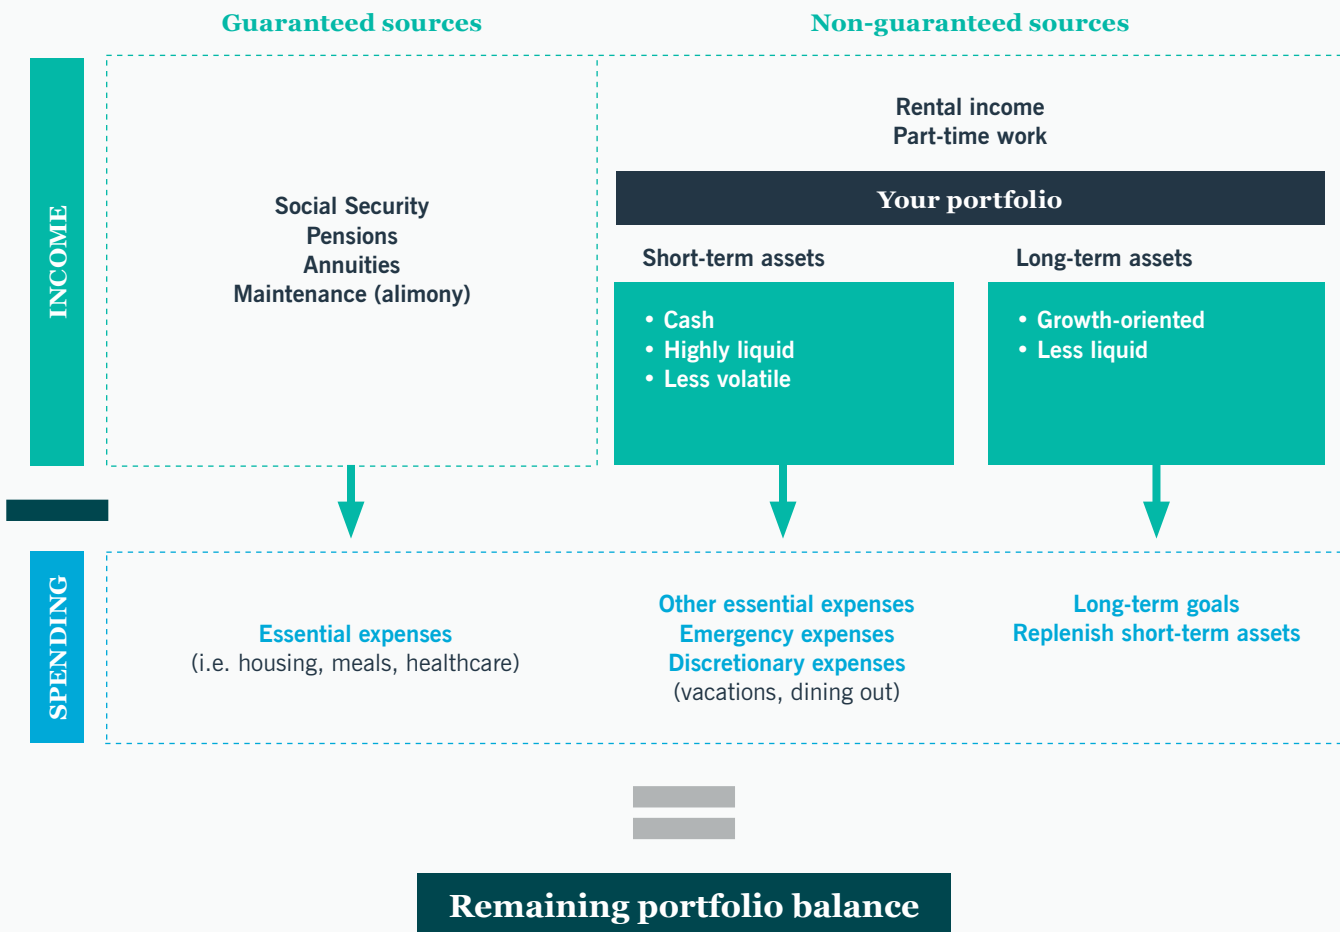 Guaranteed sources
Non-guaranteed sources
INCOME
Social Security
Pensions
Annuities
Maintenance (alimony)
Rental income
Part-time work
Your portfolio
Short-term assets
• Cash
• Highly liquid
• Less volatile
Long-term assets
• Growth-oriented
• Less liquid
SPENDING
Essential expenses
(i.e. housing, meals, healthcare)
Other essential expenses
Emergency expenses
Discretionary expenses
(vacations, dining out)
Long-term goals
Replenish short-term assets
Remaining portfolio balance